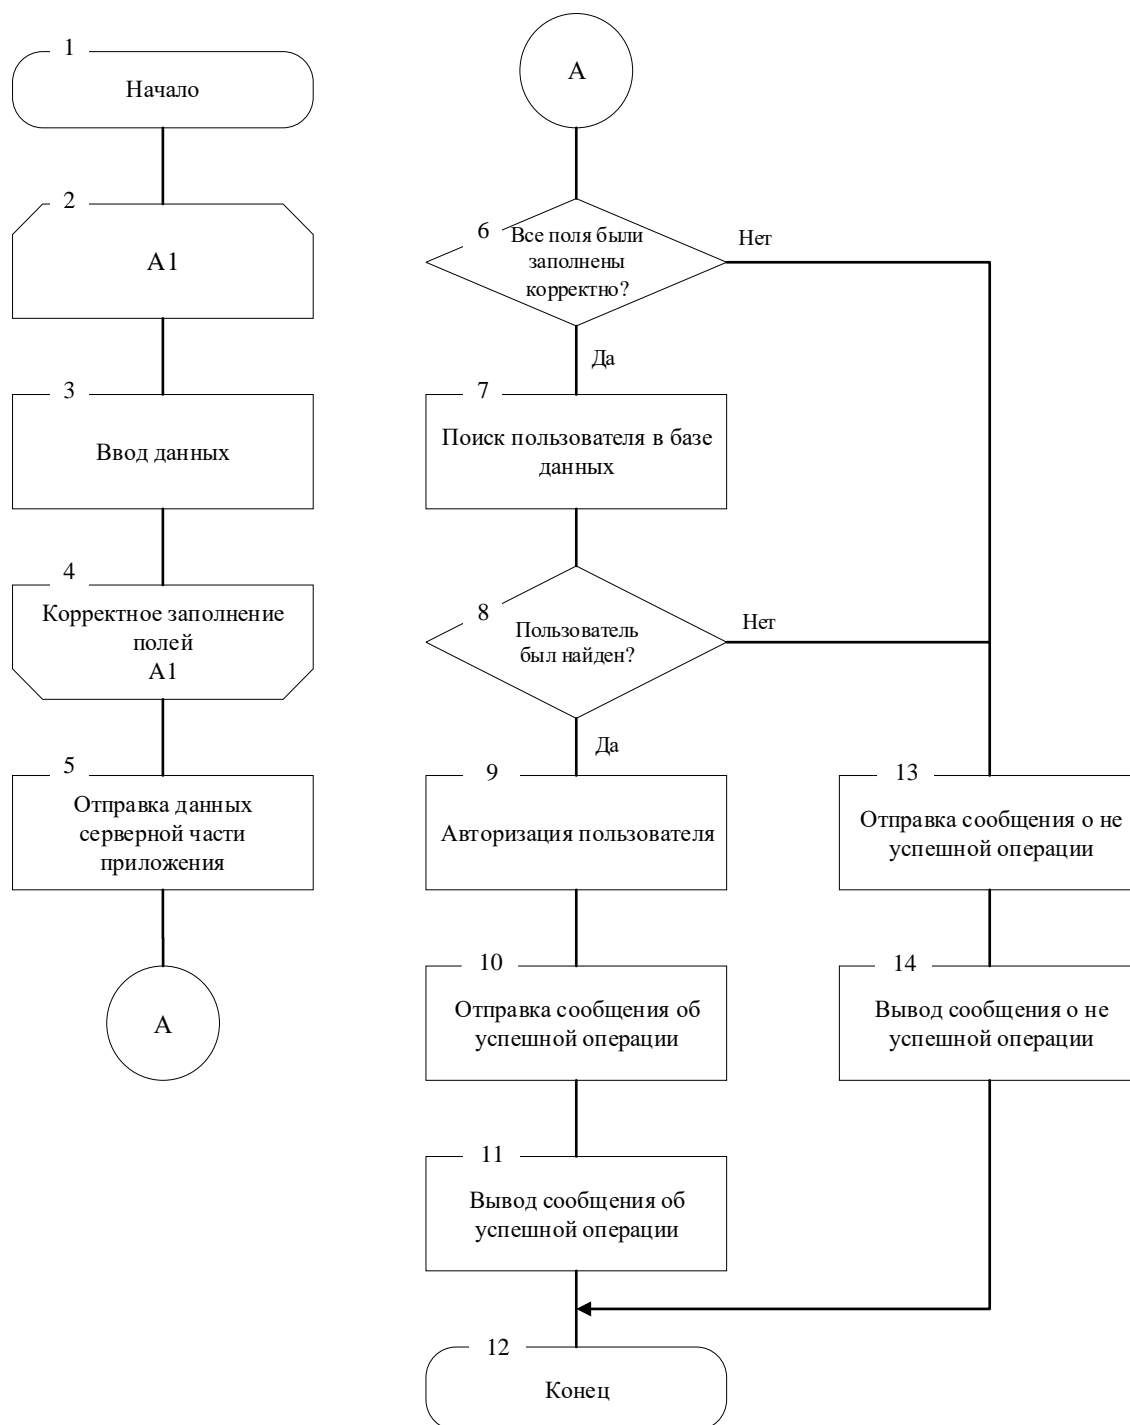 1
Начало
2
А1
3
Ввод данных
4
Корректное заполнение
полей
А1
5
Отправка данных
серверной части
приложения
А
А
6
Все поля были
заполнены
корректно?
Нет
Да
7
Поиск пользователя в базе
данных
8
Пользователь
был найден?
Нет
Да
9
Авторизация пользователя
10
Отправка сообщения об
успешной операции
11
Вывод сообщения об
успешной операции
12
Конец
13
Отправка сообщения о не
успешной операции
14
Вывод сообщения о не
успешной операции